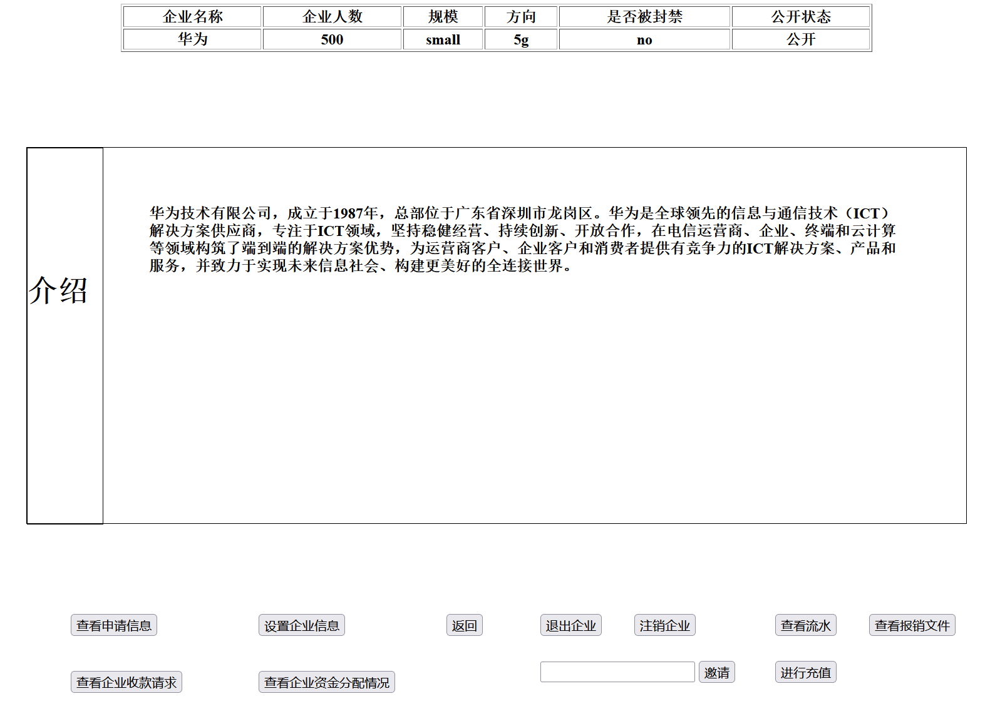 企业名称 企业人数 规模 方向 是否被封禁 公开状态
华为 500 small 5g no 公开
华为技术有限公司，成立于1987年，总部位于广东省深圳市龙岗区。华为是全球领先的信息与通信技术（ICT）
解决方案供应商，专注于ICT领域，坚持稳健经营、持续创新、开放合作，在电信运营商、企业、终端和云计算
等领域构筑了端到端的解决方案优势，为运营商客户、企业客户和消费者提供有竞争力的ICT解决方案、产品和
服务，并致力于实现未来信息社会、构建更美好的全连接世界。
介绍
查看申请信息 设置企业信息 返回 退出企业 注销企业 查看流水 查看报销文件
查看企业收款请求 查看企业资金分配情况 邀请 进行充值